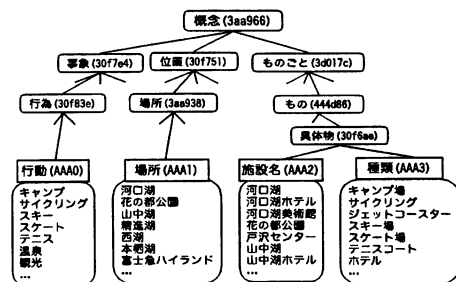 概念(3aa966)
事象(30f7e4)
位置(30f751)
ものごと(3d017c)
行為(30f83e)
場所(3aa938)
もの(444d86)
具体物(30f6ae)
行動(AAA0)
キャンプ
サイクリング
スキー
スケート
テニス
温泉
観光
...
場所(AAA1)
河口湖
花の都公園
山中湖
精進湖
西湖
本栖湖
富士急ハイランド
...
施設名(AAA2)
河口湖
河口湖ホテル
河口湖美術館
花の都公園
戸沢センター
山中湖
山中湖ホテル
...
種類(AAA3)
キャンプ場
サイクリング
ジェットコースター
スキー場
スケート場
テニスコート
ホテル
...